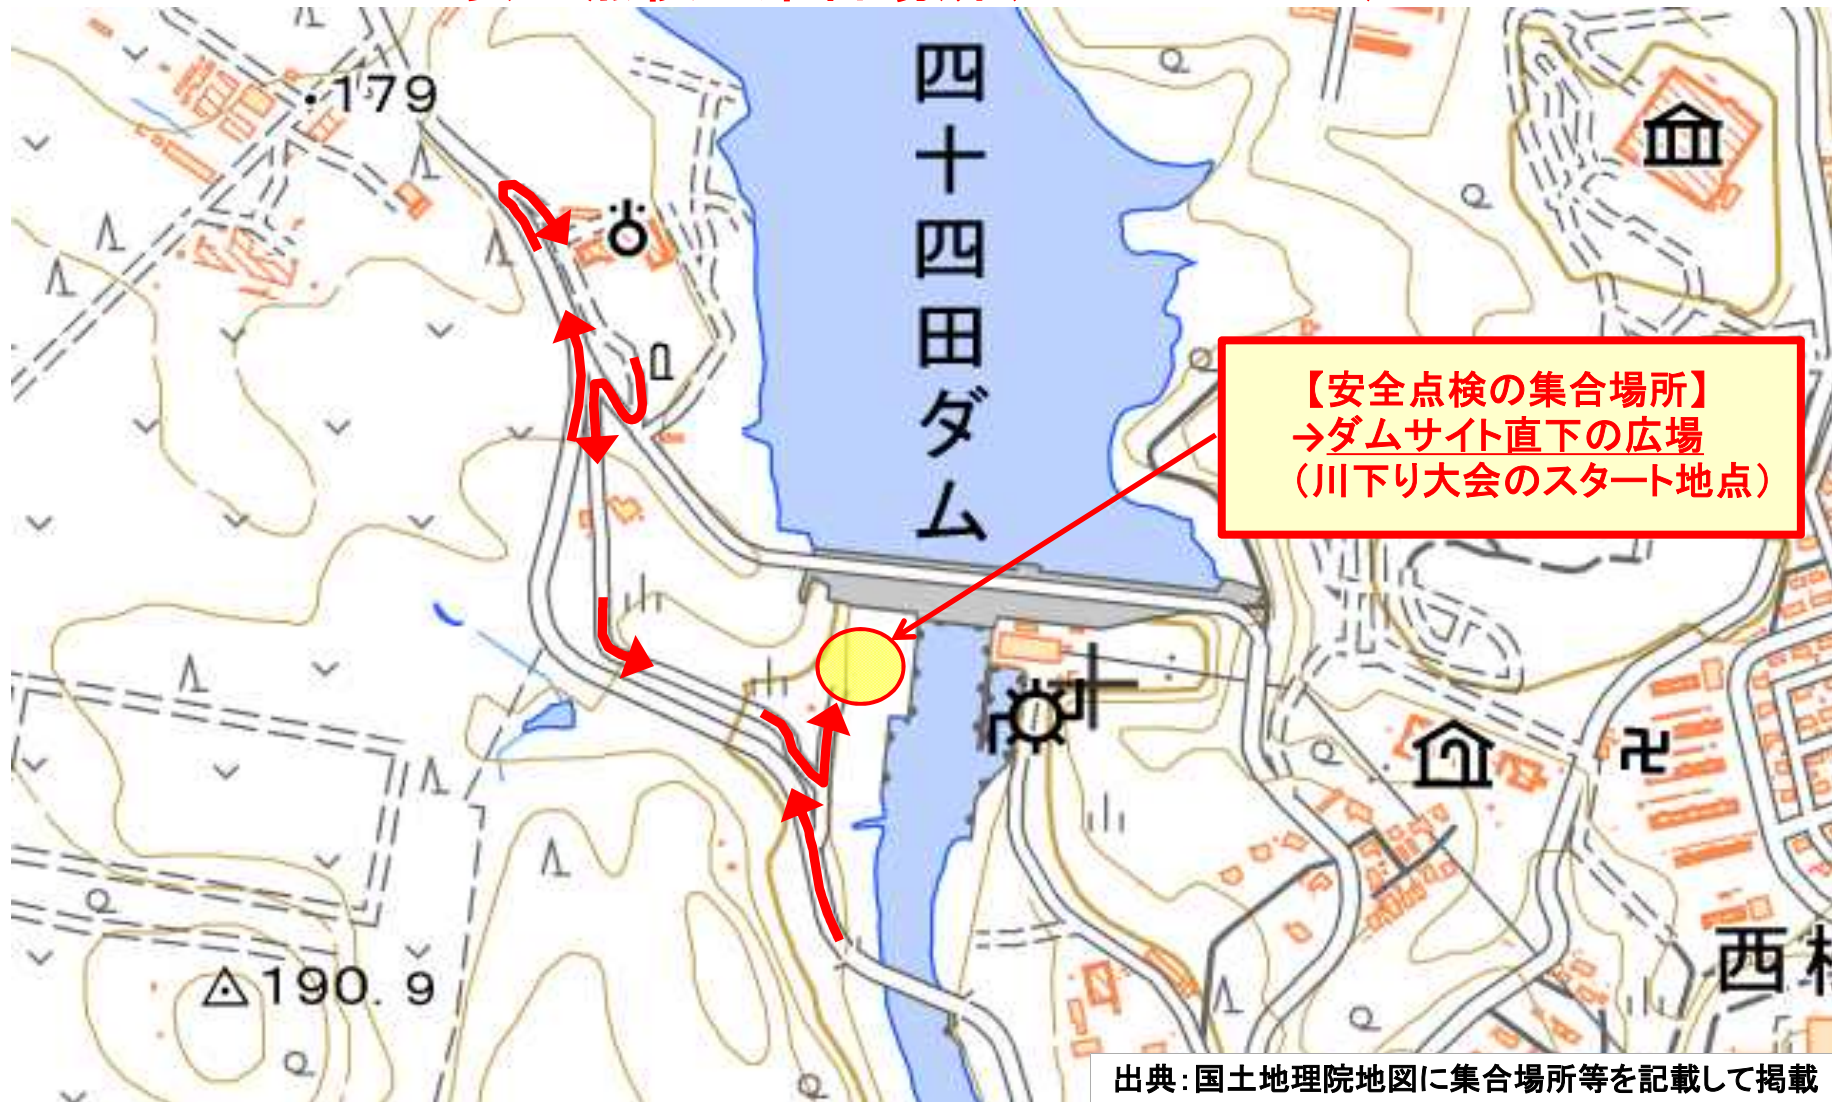 179
四十四田ダム
【安全点検の集合場所】
→ダムサイト直下の広場
(川下り大会のスタート地点)
190.9
西
出典:国土地理院地図に集合場所等を記載して掲載